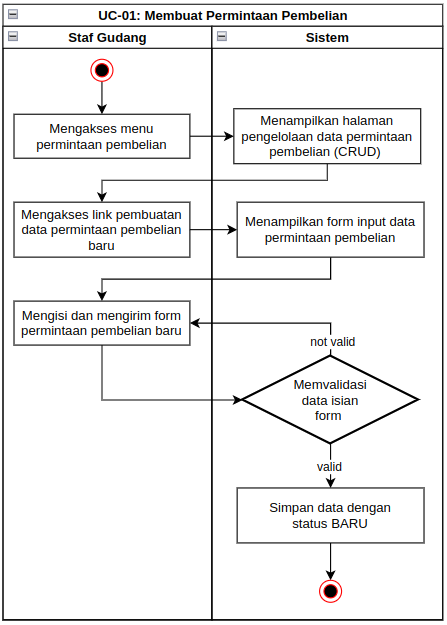 UC-01: Membuat Permintaan Pembelian
Staf Gudang
Sistem
Mengakses menu
permintaan pembelian
Menampilkan halaman
pengelolaan data permintaan
pembelian (CRUD)
Mengakses link pembuatan
data permintaan pembelian
baru
Menampilkan form input data
permintaan pembelian
Mengisi dan mengirim form
permintaan pembelian baru
not valid
Memvalidasi
data isian
form
valid
Simpan data dengan
status BARU